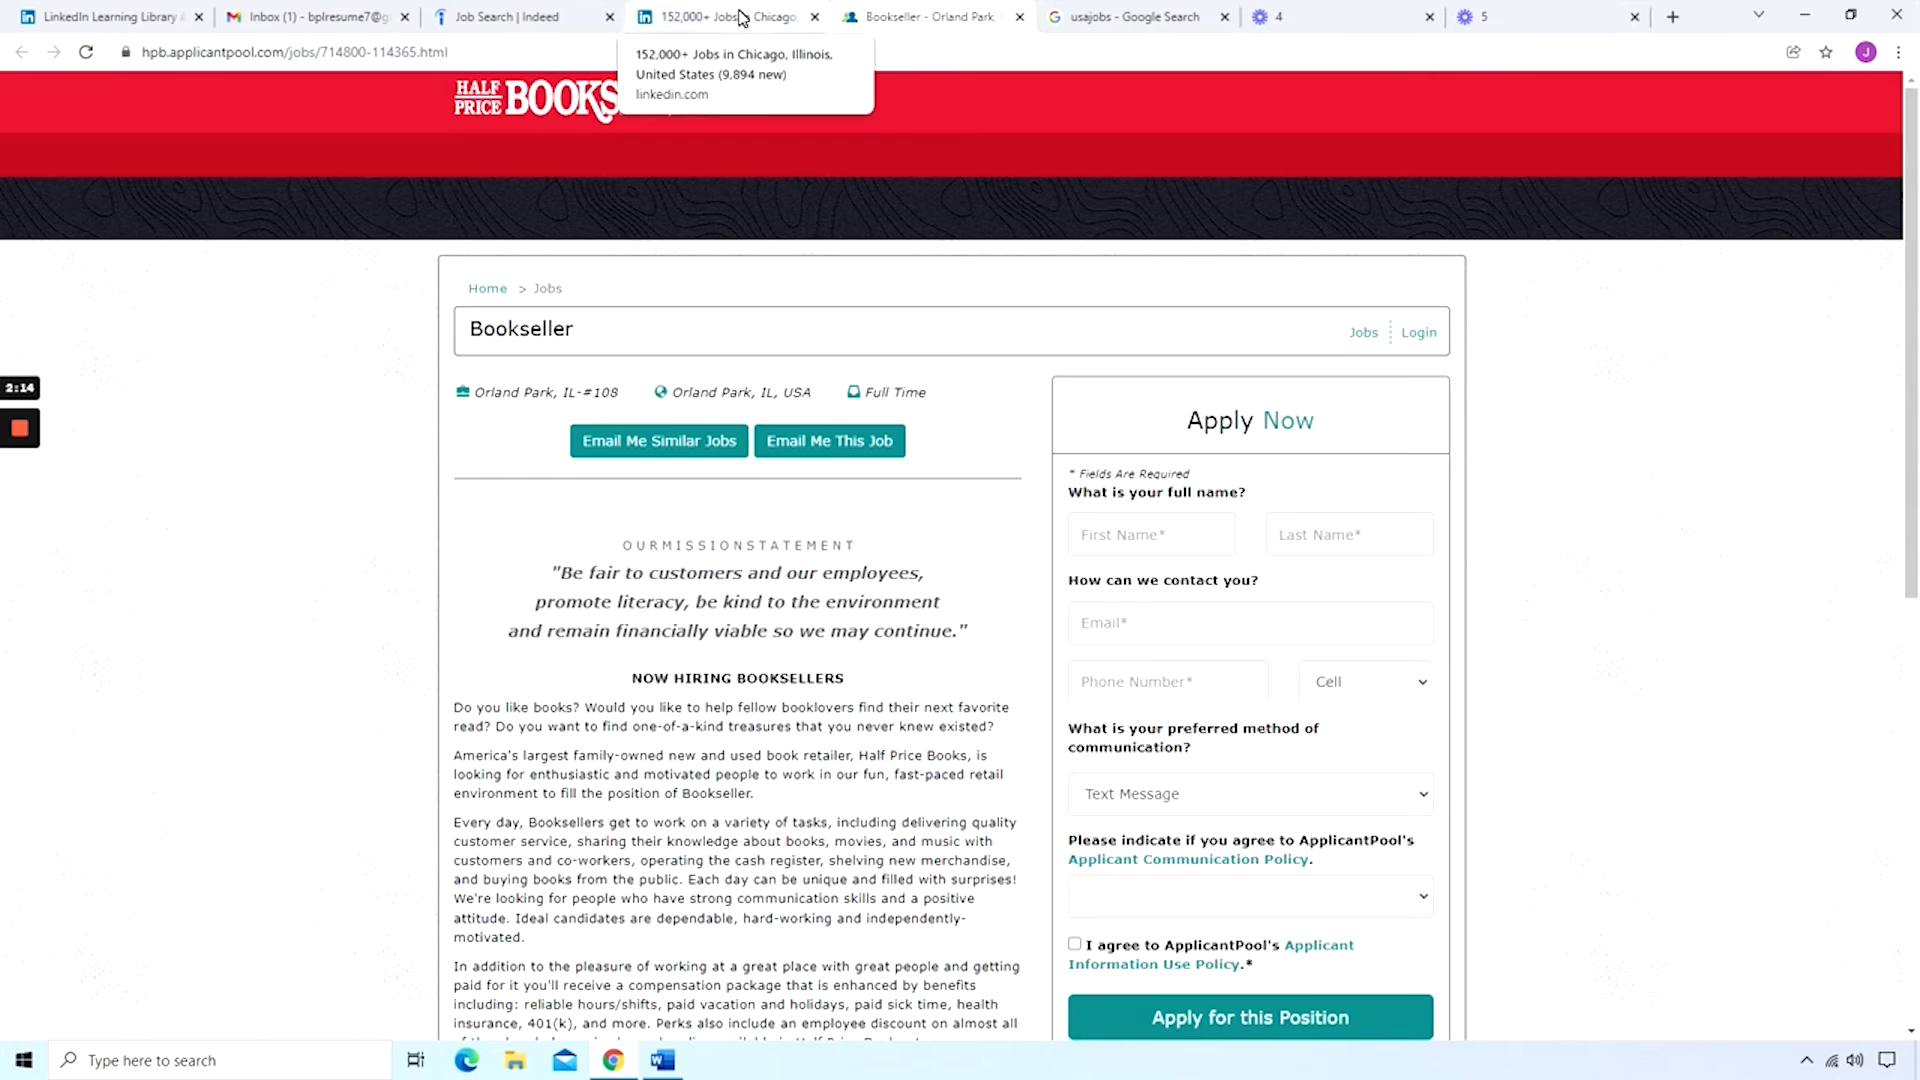 LinkedIn Learning Library A
Inbox (1) - bplresume7@g
Job Search | Indeed
152,000+ Jobs in Chicago,
Bookseller - Orland Park,
usajobs - Google Search
4
5
hpb.applicantpool.com/jobs/714800-114365.html
J
152,000+ Jobs in Chicago, Illinois,
United States (9,894 new)
linkedin.com
HALF
PRICE BOOKS
Home > Jobs
Bookseller
Jobs
Login
Orland Park, IL-#108
Orland Park, IL, USA
Full Time
Email Me Similar Jobs
Email Me This Job
OURMISSIONSTATEMENT
"Be fair to customers and our employees,
promote literacy, be kind to the environment
and remain financially viable so we may continue."
NOW HIRING BOOKSELLERS
Do you like books? Would you like to help fellow booklovers find their next favorite
read? Do you want to find one-of-a-kind treasures that you never knew existed?
America's largest family-owned new and used book retailer, Half Price Books, is
looking for enthusiastic and motivated people to work in our fun, fast-paced retail
environment to fill the position of Bookseller.
Every day, Booksellers get to work on a variety of tasks, including delivering quality
customer service, sharing their knowledge about books, movies, and music with
customers and co-workers, operating the cash register, shelving new merchandise,
and buying books from the public. Each day can be unique and filled with surprises!
We're looking for people who have strong communication skills and a positive
attitude. Ideal candidates are dependable, hard-working and independently-
motivated.
In addition to the pleasure of working at a great place with great people and getting
paid for it you'll receive a compensation package that is enhanced by benefits
including: reliable hours/shifts, paid vacation and holidays, paid sick time, health
insurance, 401(k), and more. Perks also include an employee discount on almost all
Apply Now
* Fields Are Required
What is your full name?
First Name*
Last Name*
How can we contact you?
Email*
Phone Number*
Cell
What is your preferred method of
communication?
Text Message
Please indicate if you agree to ApplicantPool's
Applicant Communication Policy.
I agree to ApplicantPool's Applicant
Information Use Policy.*
Apply for this Position
2:14
Type here to search